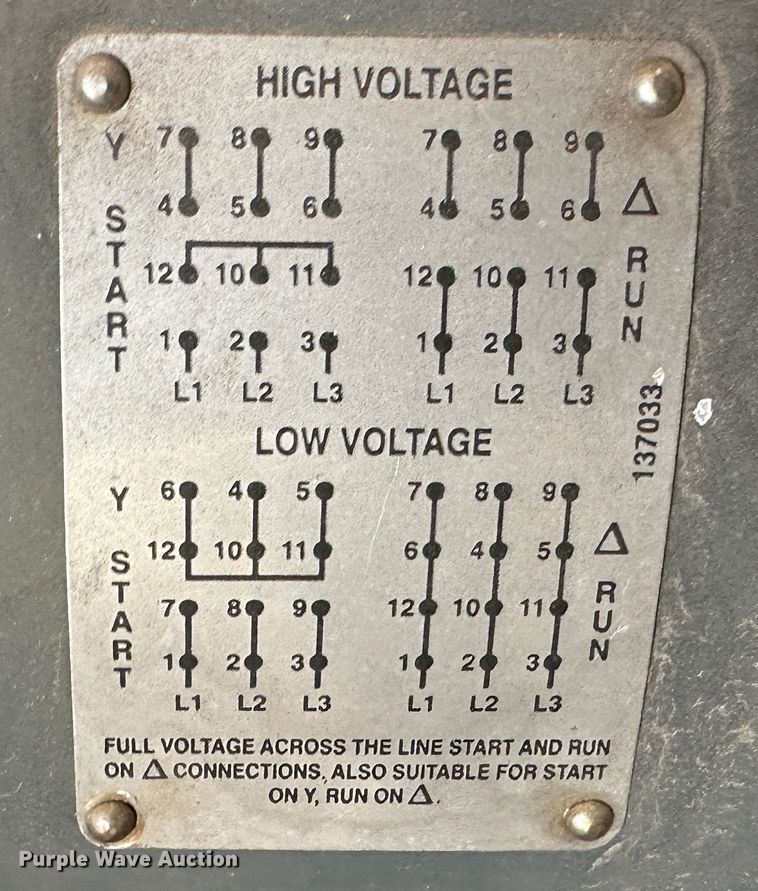 HIGH VOLTAGE
Y START
7 8 9
4 5 6
12 10 11
1 2 3
L1 L2 L3
7 8 9
4 5 6
12 10 11
1 2 3
L1 L2 L3
Δ RUN
137033
LOW VOLTAGE
Y START
6 4 5
12 10 11
7 8 9
1 2 3
L1 L2 L3
7 8 9
6 4 5
12 10 11
1 2 3
L1 L2 L3
Δ RUN
FULL VOLTAGE ACROSS THE LINE START AND RUN
ON Δ CONNECTIONS, ALSO SUITABLE FOR START
ON Y, RUN ON Δ.
Purple Wave Auction